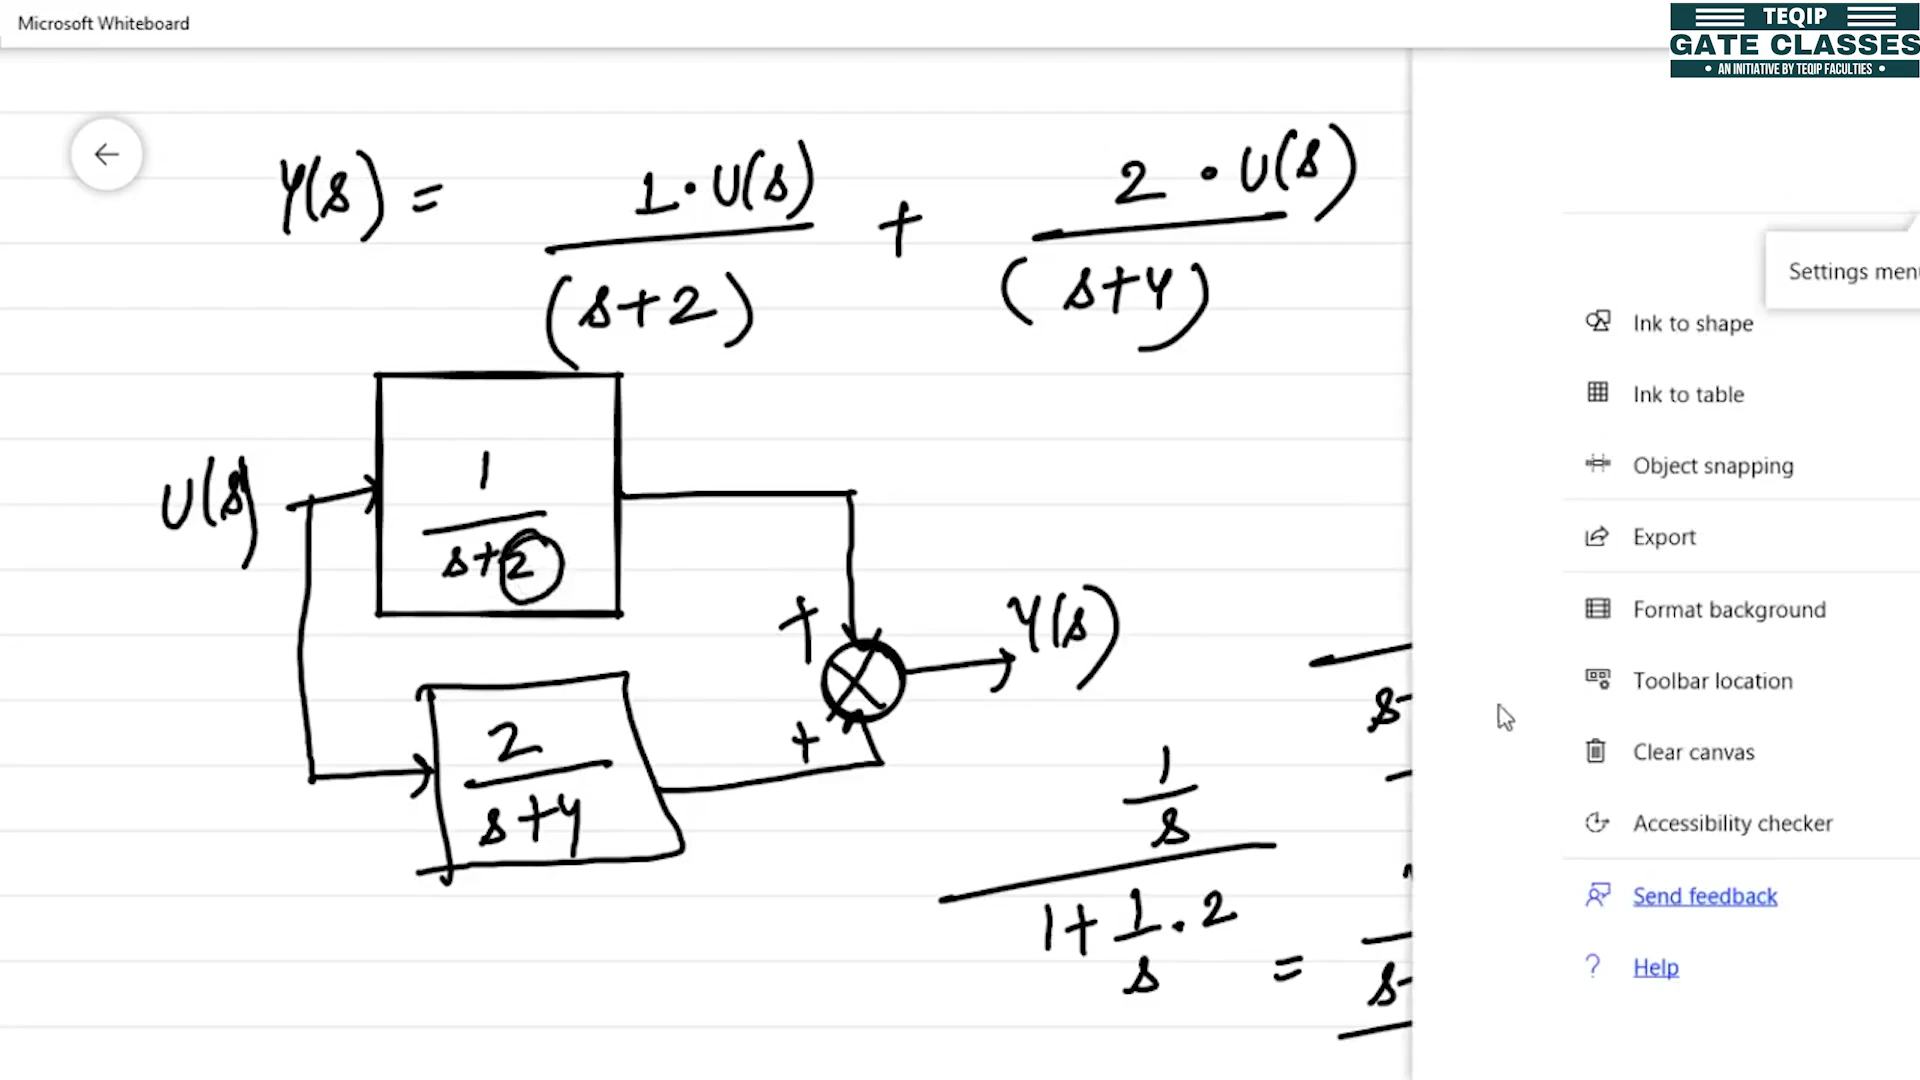 Microsoft Whiteboard
TEQIP
GATE CLASSES
• AN INITIATIVE BY TEQIP FACULTIES •
Y(s) = 1·U(s) / (s+2) + 2·U(s) / (s+4)
U(s)
1
s+2
+
Y(s)
+
2
s+4
1
s
1+ 1 . 2 =
s
s
s
Settings men
Ink to shape
Ink to table
Object snapping
Export
Format background
Toolbar location
Clear canvas
Accessibility checker
Send feedback
? Help